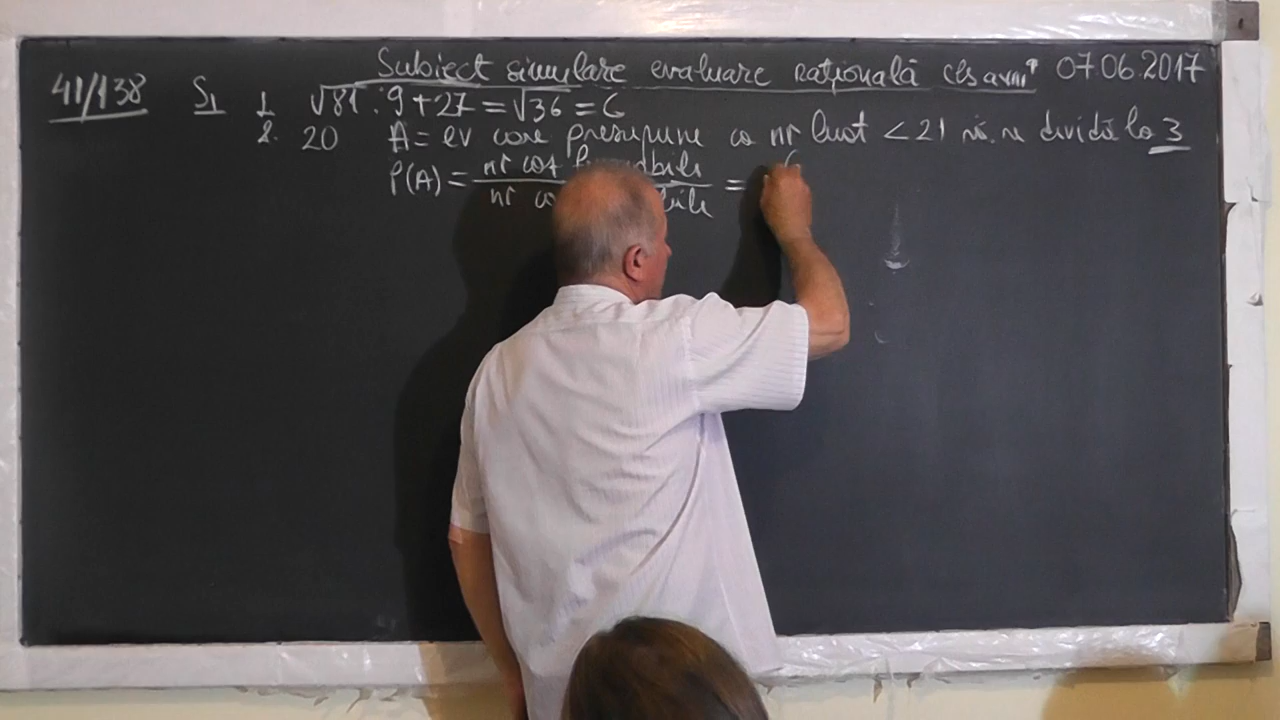 Subiect simulare evaluare națională cls a VIII ª 07.06.2017
41/138 S₁ 1. √81 : 9 + 27 = √36 = 6
2. 20 A = ev care presupune ca nr luat < 21 să se dividă la 3
P(A) = nr caz =
nr